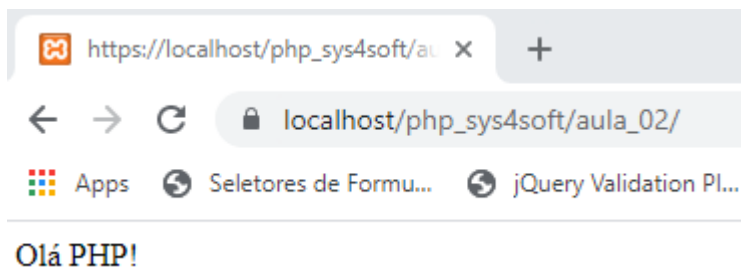 https://localhost/php_sys4soft/au
localhost/php_sys4soft/aula_02/
Apps Seletores de Formu... jQuery Validation Pl...
Olá PHP!